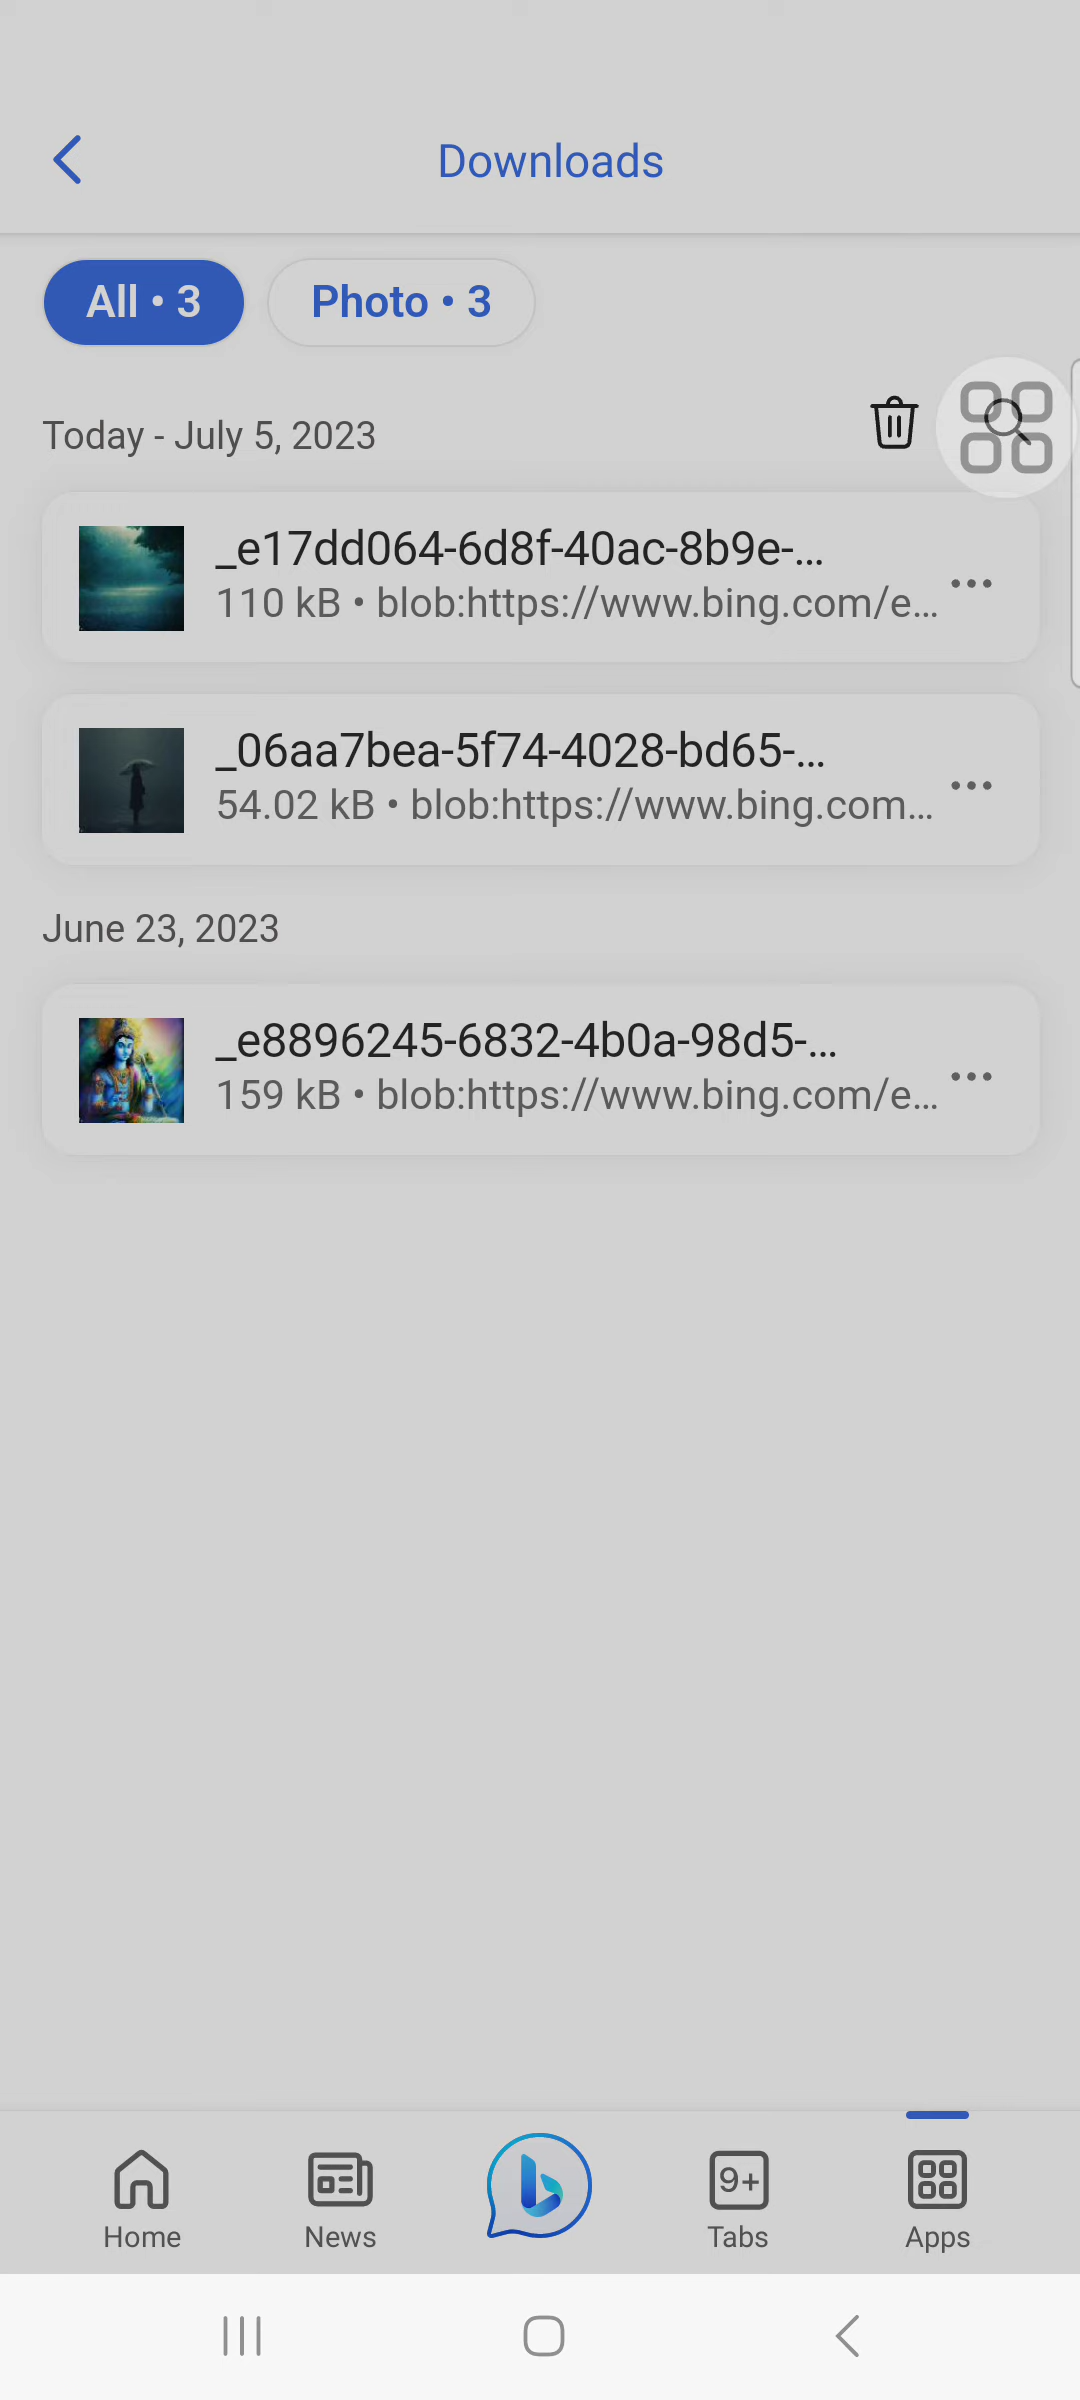 Downloads
All • 3
Photo • 3
Today - July 5, 2023
_e17dd064-6d8f-40ac-8b9e-...
110 kB • blob:https://www.bing.com/e...
_06aa7bea-5f74-4028-bd65-...
54.02 kB • blob:https://www.bing.com...
June 23, 2023
_e8896245-6832-4b0a-98d5-...
159 kB • blob:https://www.bing.com/e...
9+
Home
News
Tabs
Apps